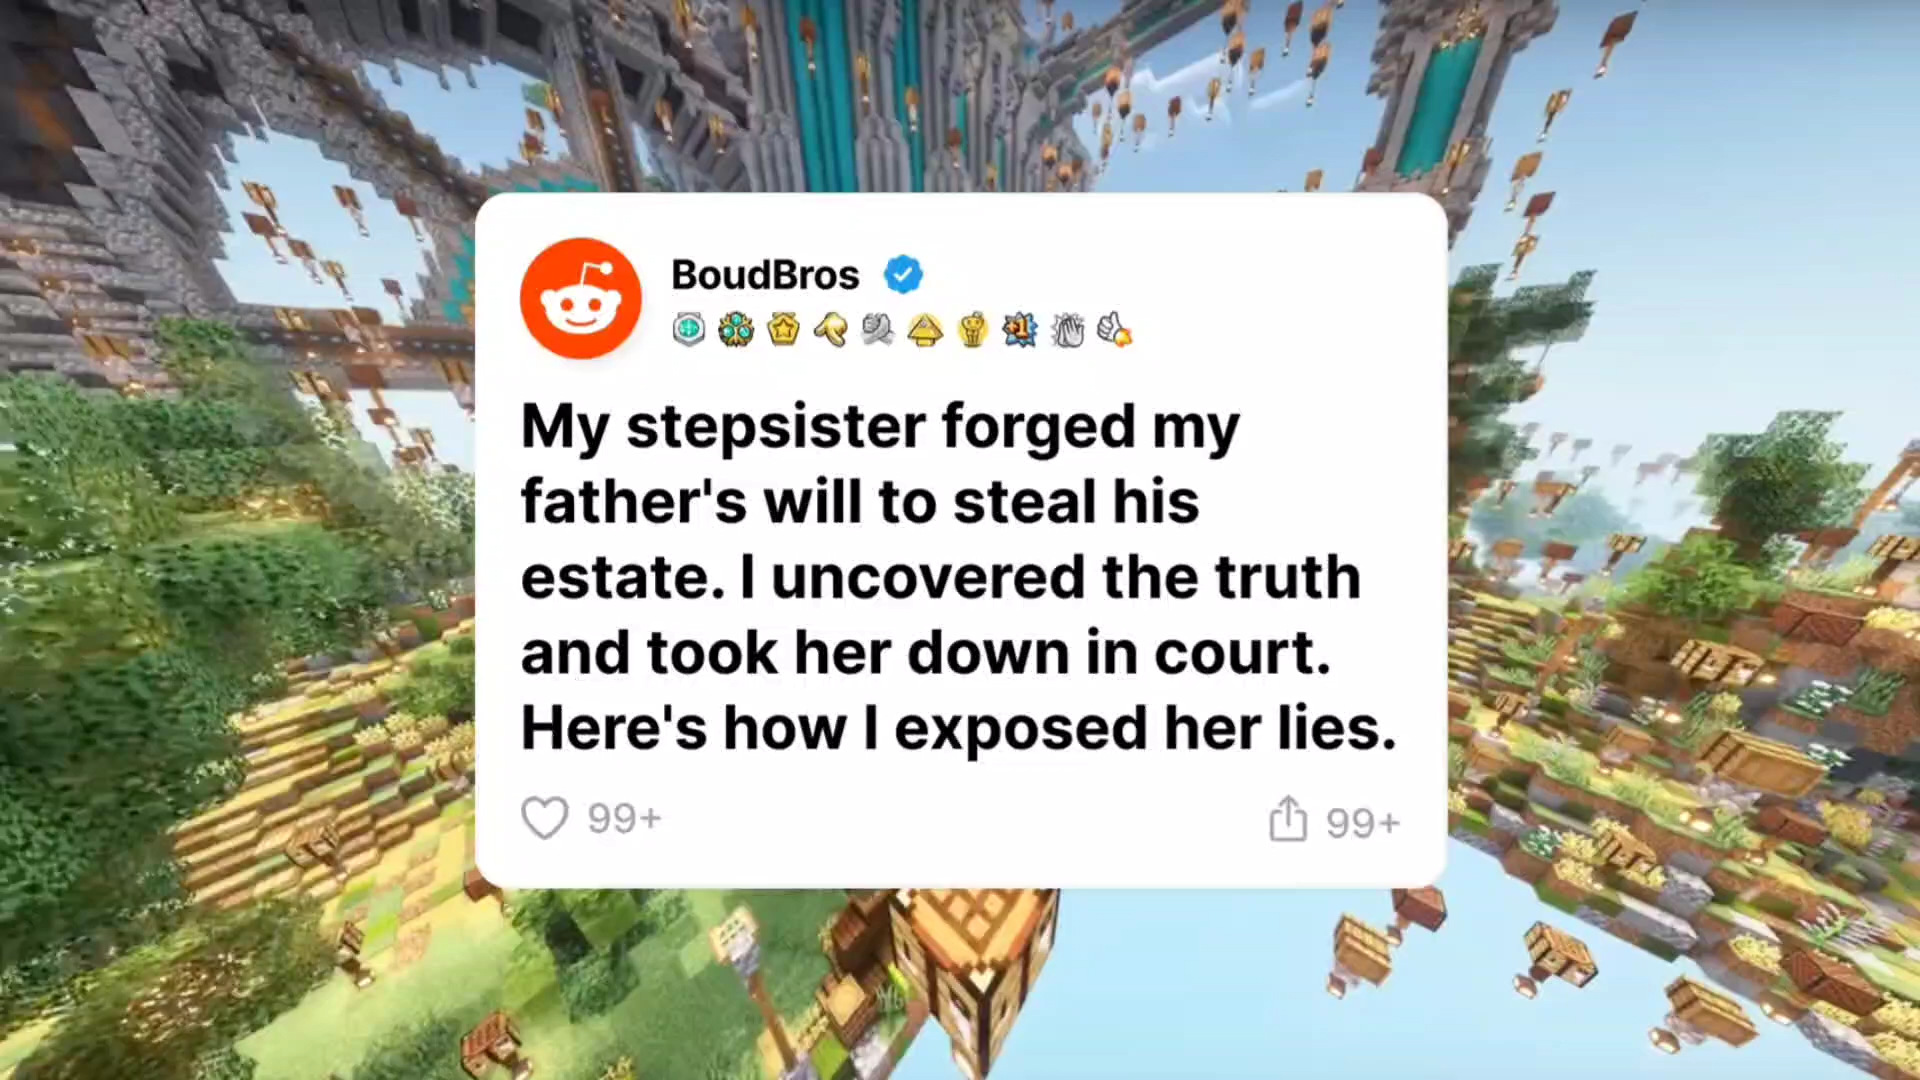 BoudBros
+1
My stepsister forged my
father's will to steal his
estate. I uncovered the truth
and took her down in court.
Here's how I exposed her lies.
99+ 99+